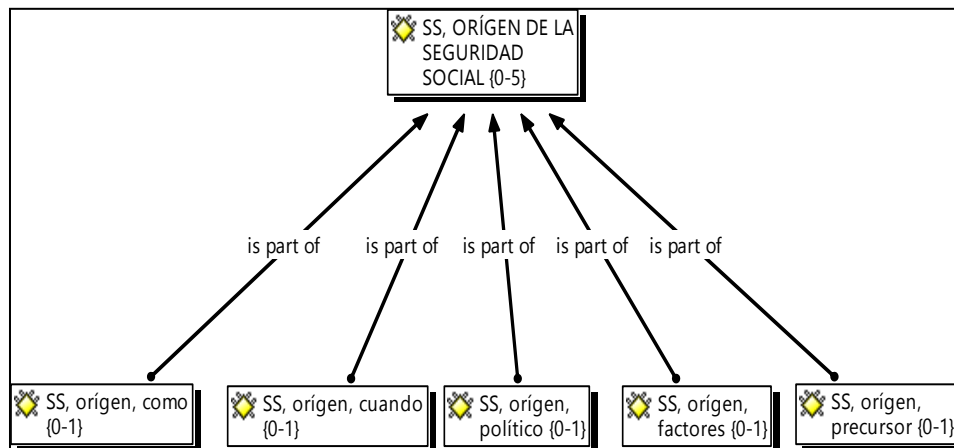 SS, ORÍGEN DE LA
SEGURIDAD
SOCIAL {0-5}
is part of
is part of
is part of
is part of
is part of
SS, orígen, como
{0-1}
SS, orígen, cuando
{0-1}
SS, orígen,
político {0-1}
SS, orígen,
factores {0-1}
SS, orígen,
precursor {0-1}